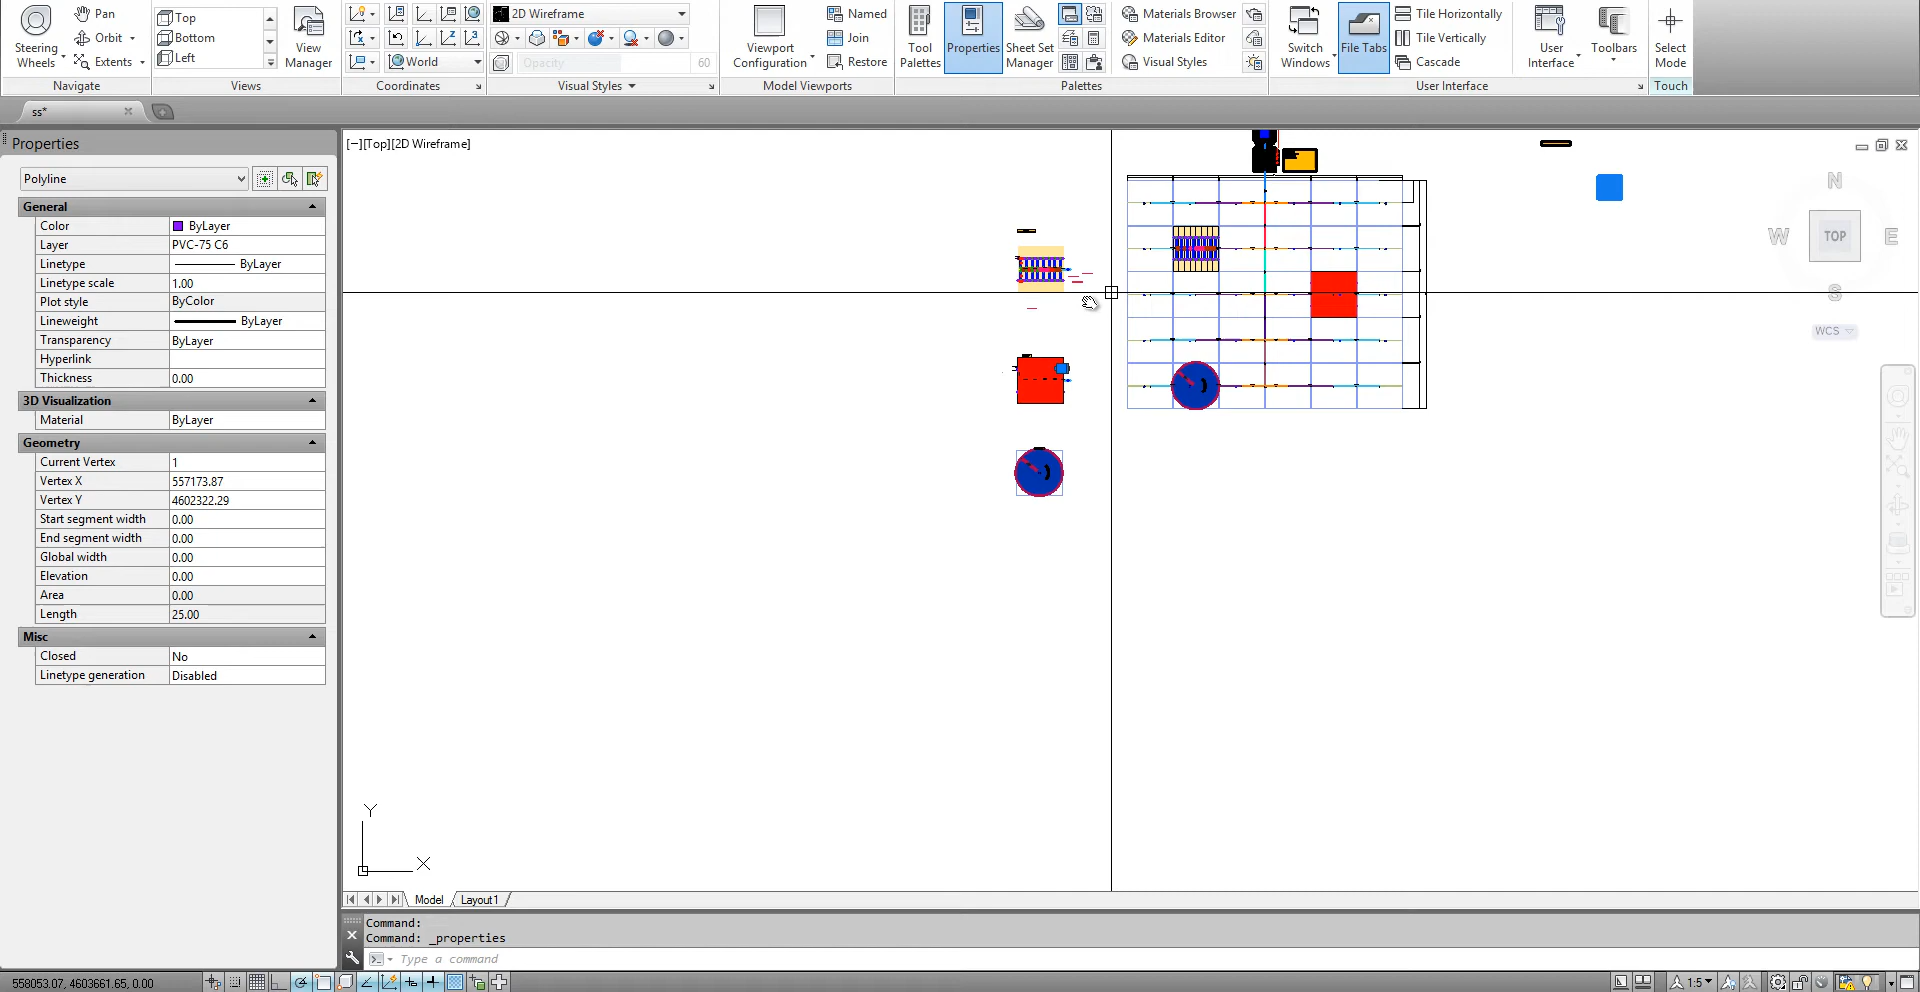 Steering Wheels
Pan
Orbit
Extents
Navigate
Top
Bottom
Left
View Manager
Views
World
Coordinates
2D Wireframe
Opacity 60
Visual Styles
Viewport Configuration
Named
Join
Restore
Model Viewports
Tool Palettes
Properties
Sheet Set Manager
Materials Browser
Materials Editor
Visual Styles
Palettes
Switch Windows
File Tabs
Tile Horizontally
Tile Vertically
Cascade
User Interface
Toolbars
User Interface
Select Mode
Touch
ss*
Properties
Polyline
General
Color ByLayer
Layer PVC-75 C6
Linetype ByLayer
Linetype scale 1.00
Plot style ByColor
Lineweight ByLayer
Transparency ByLayer
Hyperlink
Thickness 0.00
3D Visualization
Material ByLayer
Geometry
Current Vertex 1
Vertex X 557173.87
Vertex Y 4602322.29
Start segment width 0.00
End segment width 0.00
Global width 0.00
Elevation 0.00
Area 0.00
Length 25.00
Misc
Closed No
Linetype generation Disabled
[−][Top][2D Wireframe]
N
W TOP E
S
WCS
Y
X
Model Layout1
Command:
Command: _properties
Type a command
558053.07, 4603661.65, 0.00
1:5